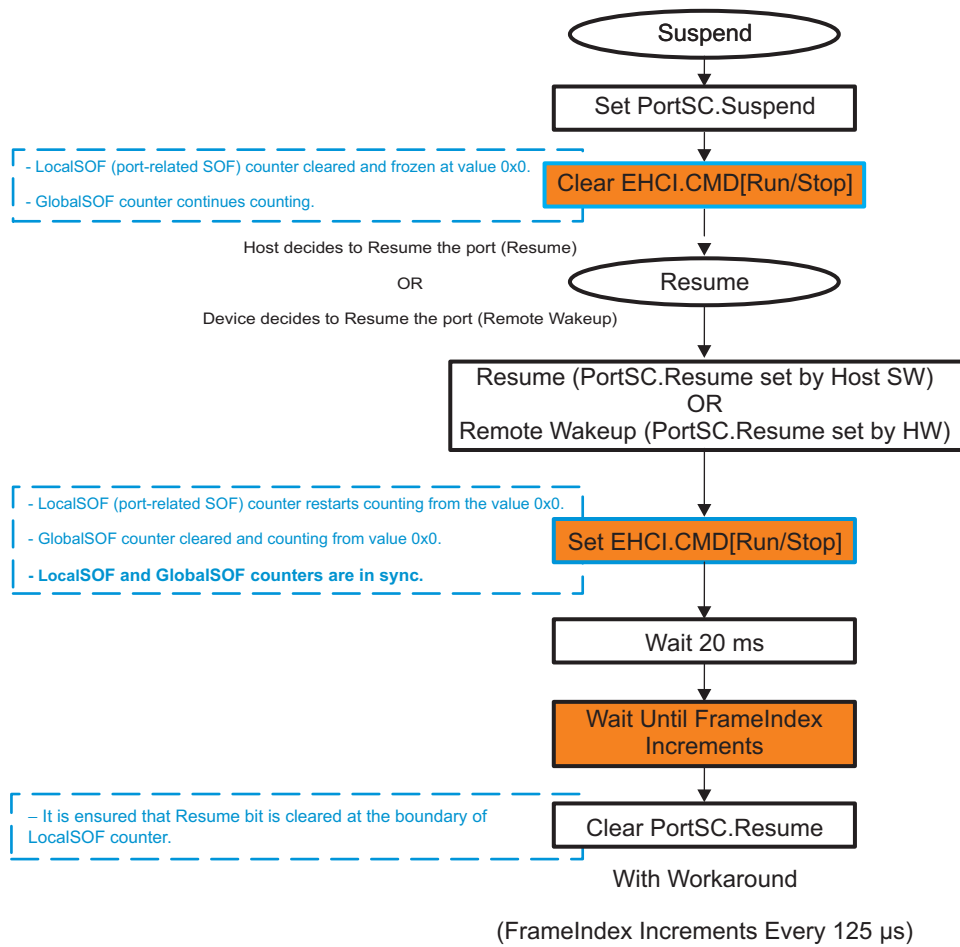 Suspend
Set PortSC.Suspend
- LocalSOF (port-related SOF) counter cleared and frozen at value 0x0.
- GlobalSOF counter continues counting.
Clear EHCI.CMD[Run/Stop]
Host decides to Resume the port (Resume)
OR
Device decides to Resume the port (Remote Wakeup)
Resume
Resume (PortSC.Resume set by Host SW)
OR
Remote Wakeup (PortSC.Resume set by HW)
- LocalSOF (port-related SOF) counter restarts counting from the value 0x0.
- GlobalSOF counter cleared and counting from value 0x0.
- LocalSOF and GlobalSOF counters are in sync.
Set EHCI.CMD[Run/Stop]
Wait 20 ms
Wait Until FrameIndex
Increments
– It is ensured that Resume bit is cleared at the boundary of
LocalSOF counter.
Clear PortSC.Resume
With Workaround
(FrameIndex Increments Every 125 µs)